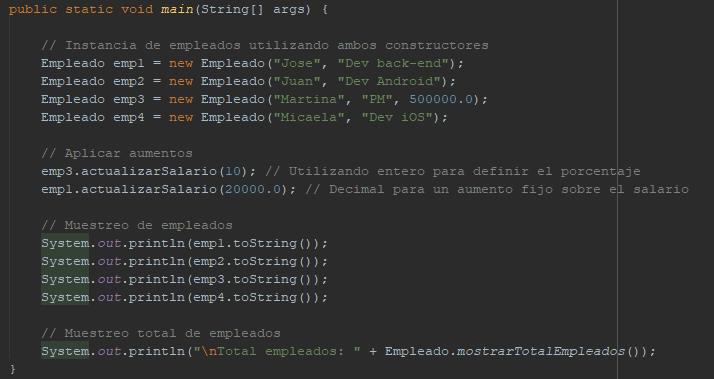 public static void main(String[] args) {
// Instancia de empleados utilizando ambos constructores
Empleado emp1 = new Empleado("Jose", "Dev back-end");
Empleado emp2 = new Empleado("Juan", "Dev Android");
Empleado emp3 = new Empleado("Martina", "PM", 500000.0);
Empleado emp4 = new Empleado("Micaela", "Dev iOS");
// Aplicar aumentos
emp3.actualizarSalario(10); // Utilizando entero para definir el porcentaje
emp1.actualizarSalario(20000.0); // Decimal para un aumento fijo sobre el salario
// Muestreo de empleados
System.out.println(emp1.toString());
System.out.println(emp2.toString());
System.out.println(emp3.toString());
System.out.println(emp4.toString());
// Muestreo total de empleados
System.out.println("\nTotal empleados: " + Empleado.mostrarTotalEmpleados());
}